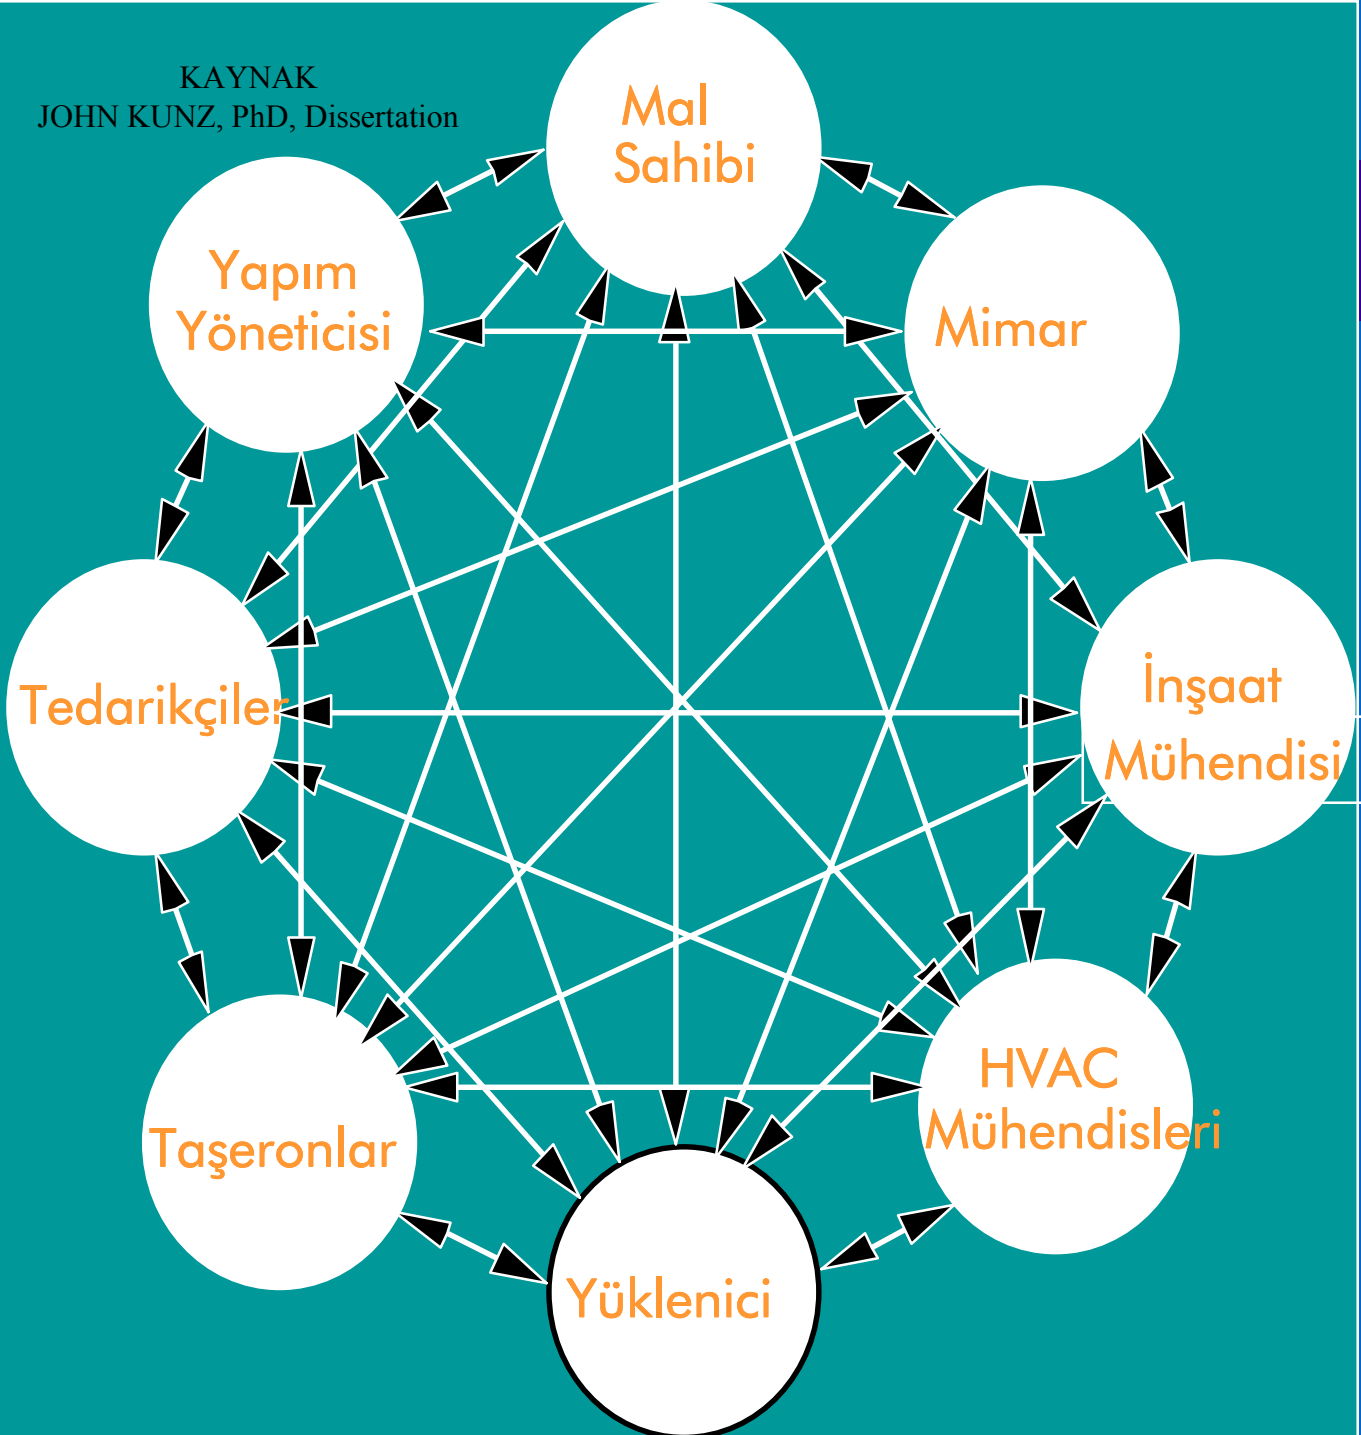 KAYNAK
JOHN KUNZ, PhD, Dissertation
Mal
Sahibi
Yapım
Yöneticisi
Mimar
Tedarikçiler
İnşaat
Mühendisi
HVAC
Mühendisleri
Taşeronlar
Yüklenici